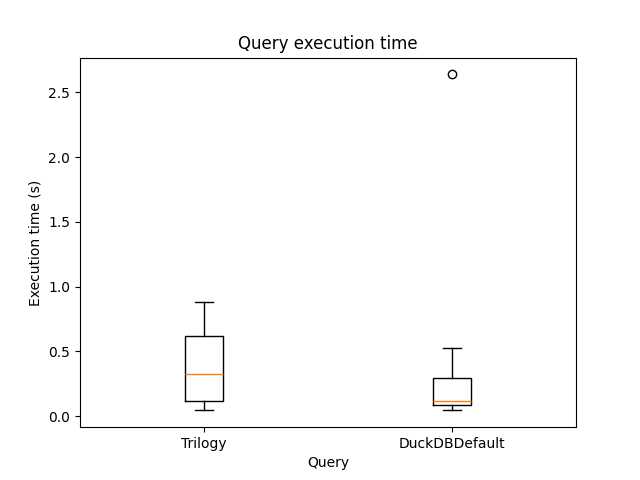 Query execution time
Execution time (s)
2.5
2.0
1.5
1.0
0.5
0.0
Trilogy
DuckDBDefault
Query